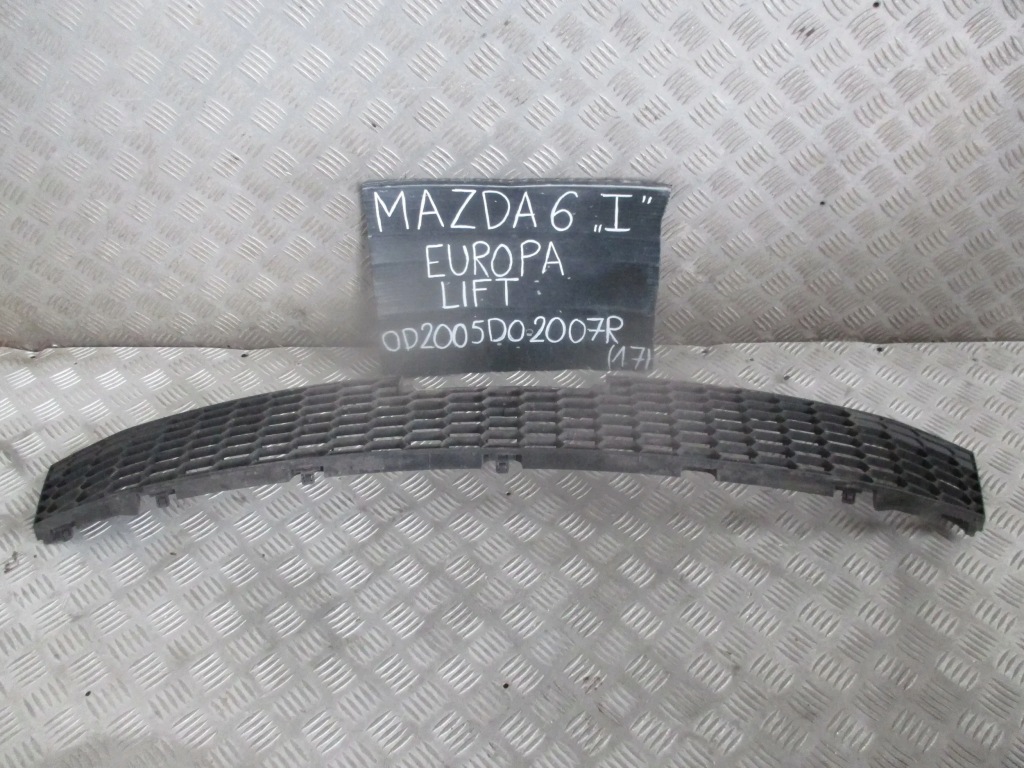 MAZDA 6 „I”
EUROPA
LIFT
OD2005DO2007R
(17)